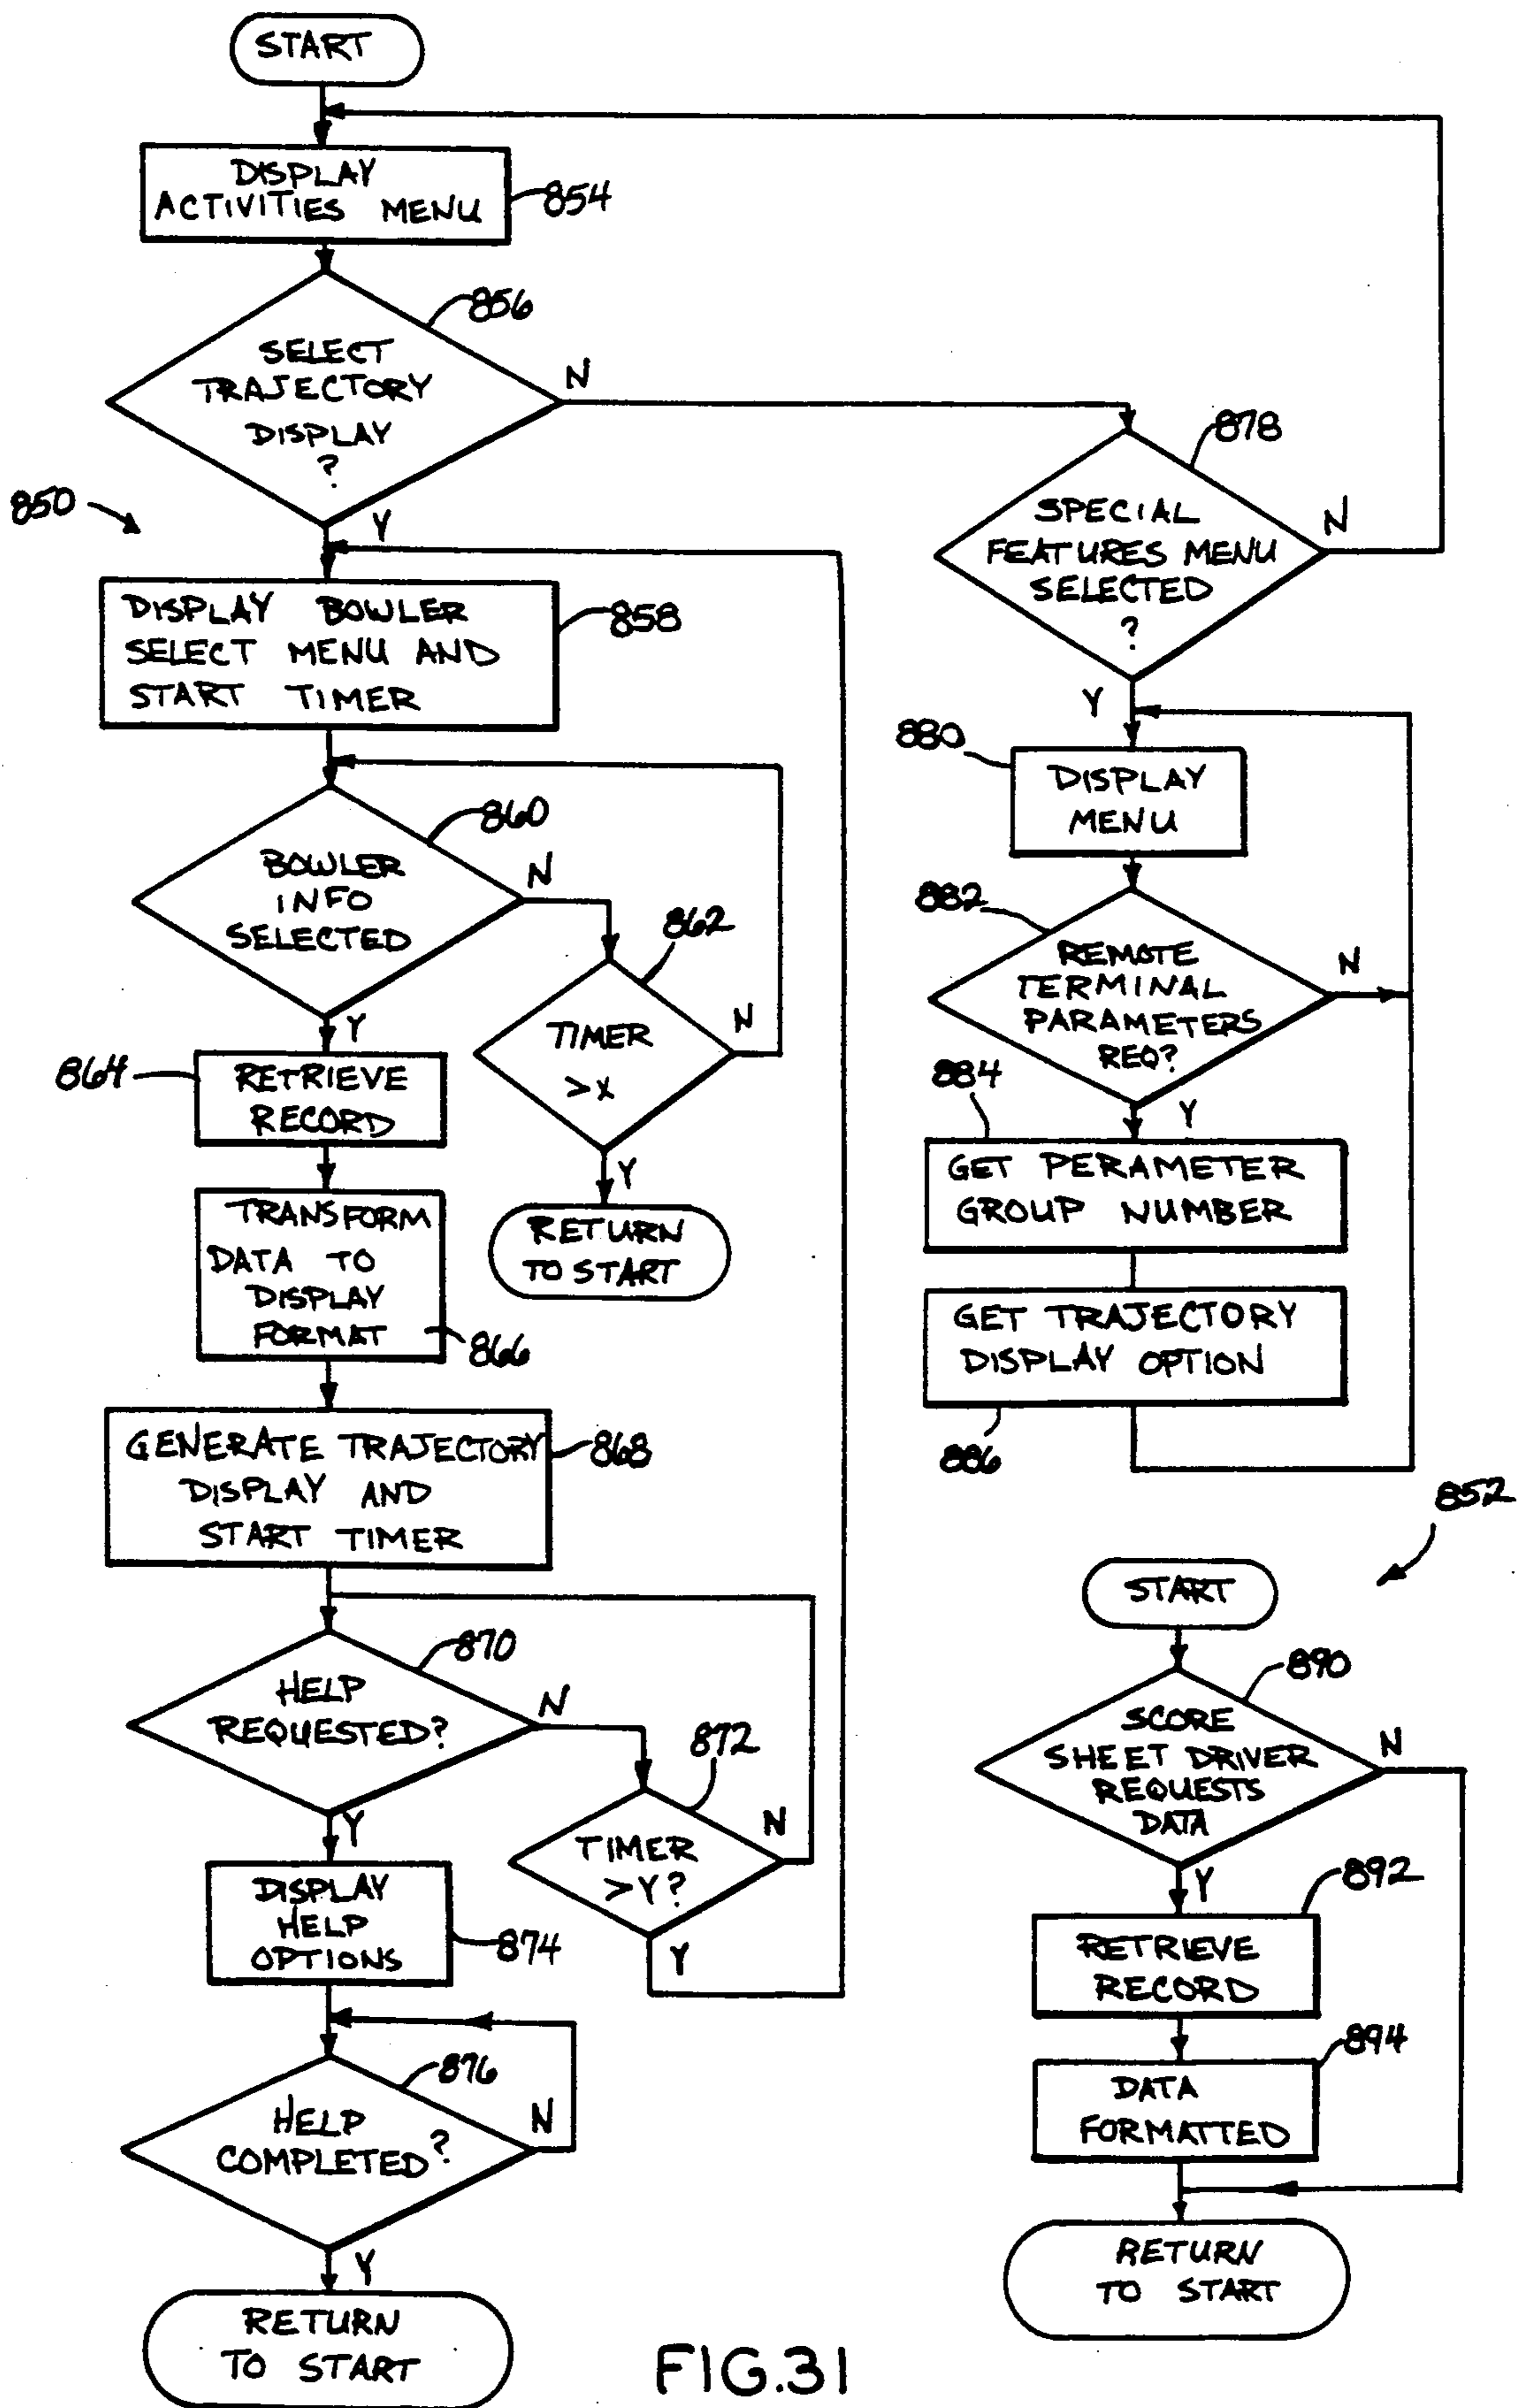 START
DISPLAY
ACTIVITIES MENU
854
856
SELECT
TRAJECTORY
DISPLAY
?
N
Y
850
DISPLAY BOWLER
SELECT MENU AND
START TIMER
858
860
BOWLER
INFO
SELECTED
N
Y
862
TIMER
>X
N
Y
RETURN
TO START
864
RETRIEVE
RECORD
TRANSFORM
DATA TO
DISPLAY
FORMAT
866
GENERATE TRAJECTORY
DISPLAY AND
START TIMER
868
870
HELP
REQUESTED?
N
Y
872
TIMER
>Y?
N
Y
DISPLAY
HELP
OPTIONS
874
876
HELP
COMPLETED?
N
Y
RETURN
TO START
878
SPECIAL
FEATURES MENU
SELECTED
?
N
Y
880
DISPLAY
MENU
882
REMOTE
TERMINAL
PARAMETERS
REQ?
N
Y
884
GET PERAMETER
GROUP NUMBER
GET TRAJECTORY
DISPLAY OPTION
886
852
START
890
SCORE
SHEET DRIVER
REQUESTS
DATA
N
Y
892
RETRIEVE
RECORD
894
DATA
FORMATTED
RETURN
TO START
FIG.31